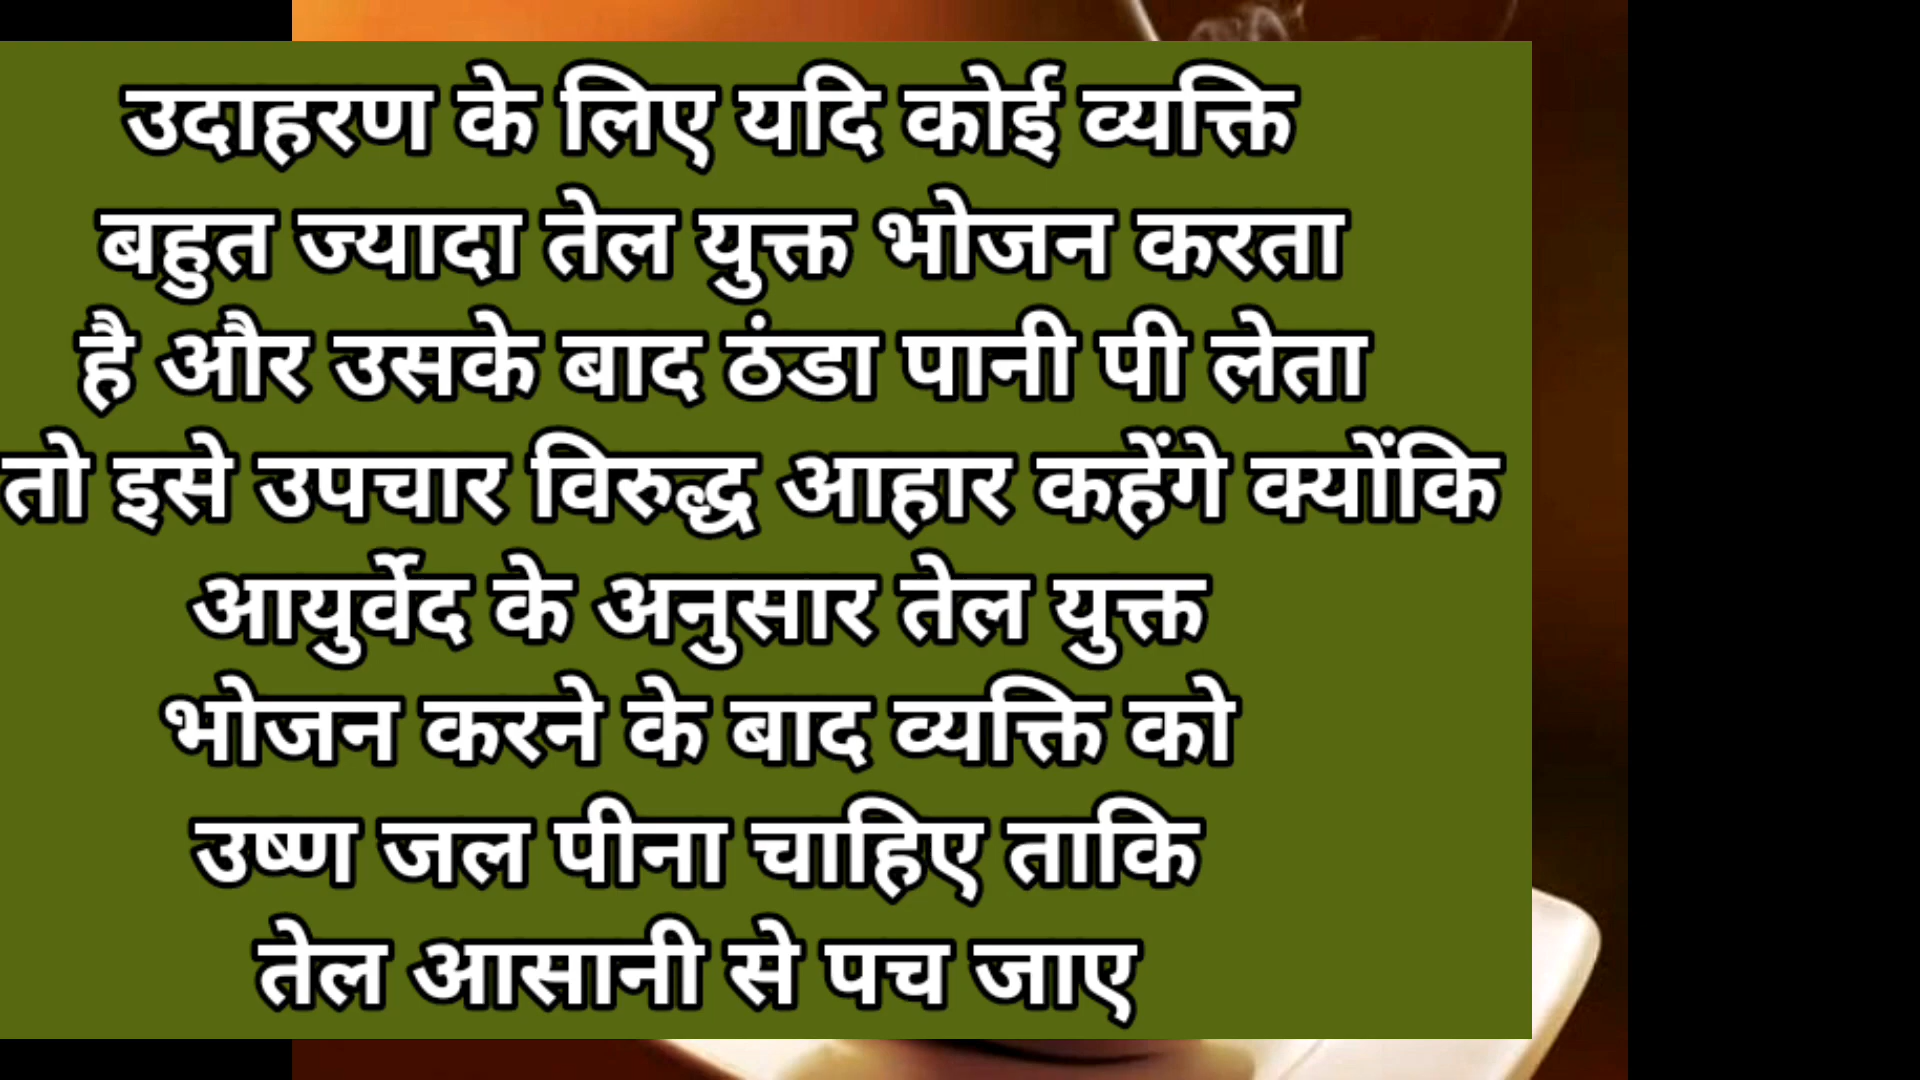 उदाहरण के लिए यदि कोई व्यक्ति
बहुत ज्यादा तेल युक्त भोजन करता
है और उसके बाद ठंडा पानी पी लेता
तो इसे उपचार विरुद्ध आहार कहेंगे क्योंकि
आयुर्वेद के अनुसार तेल युक्त
भोजन करने के बाद व्यक्ति को
उष्ण जल पीना चाहिए ताकि
तेल आसानी से पच जाए